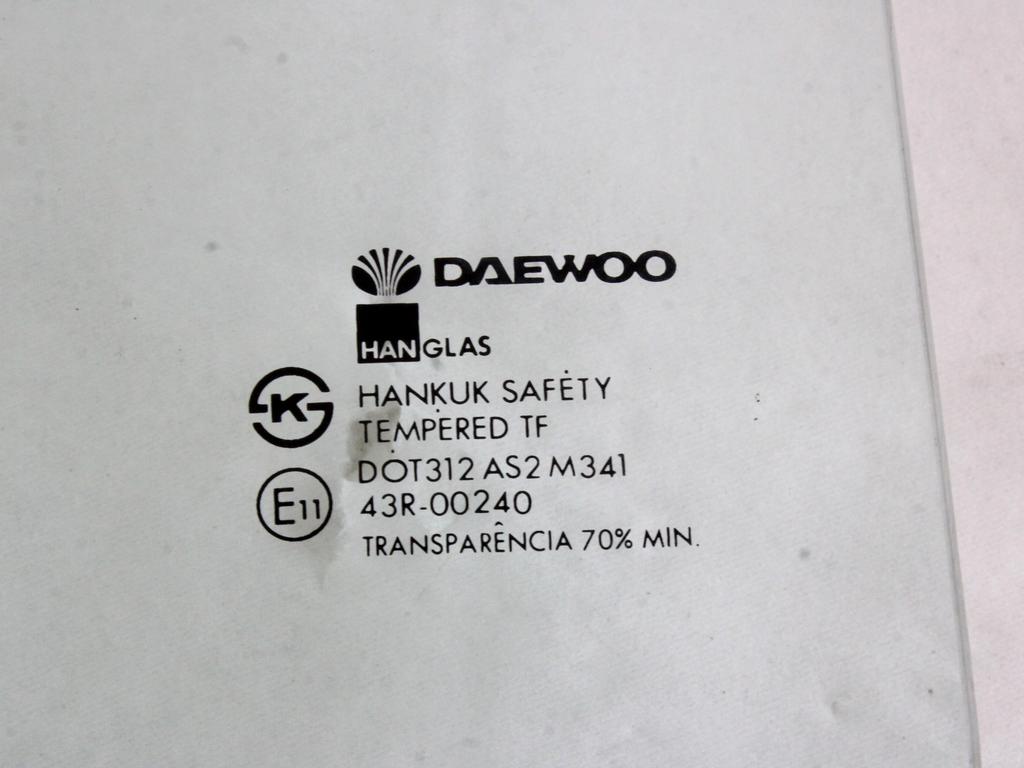 DAEWOO
HANGLAS
K
HANKUK SAFETY
TEMPERED TF
DOT312 AS2 M341
E11
43R-00240
TRANSPARÊNCIA 70% MIN.